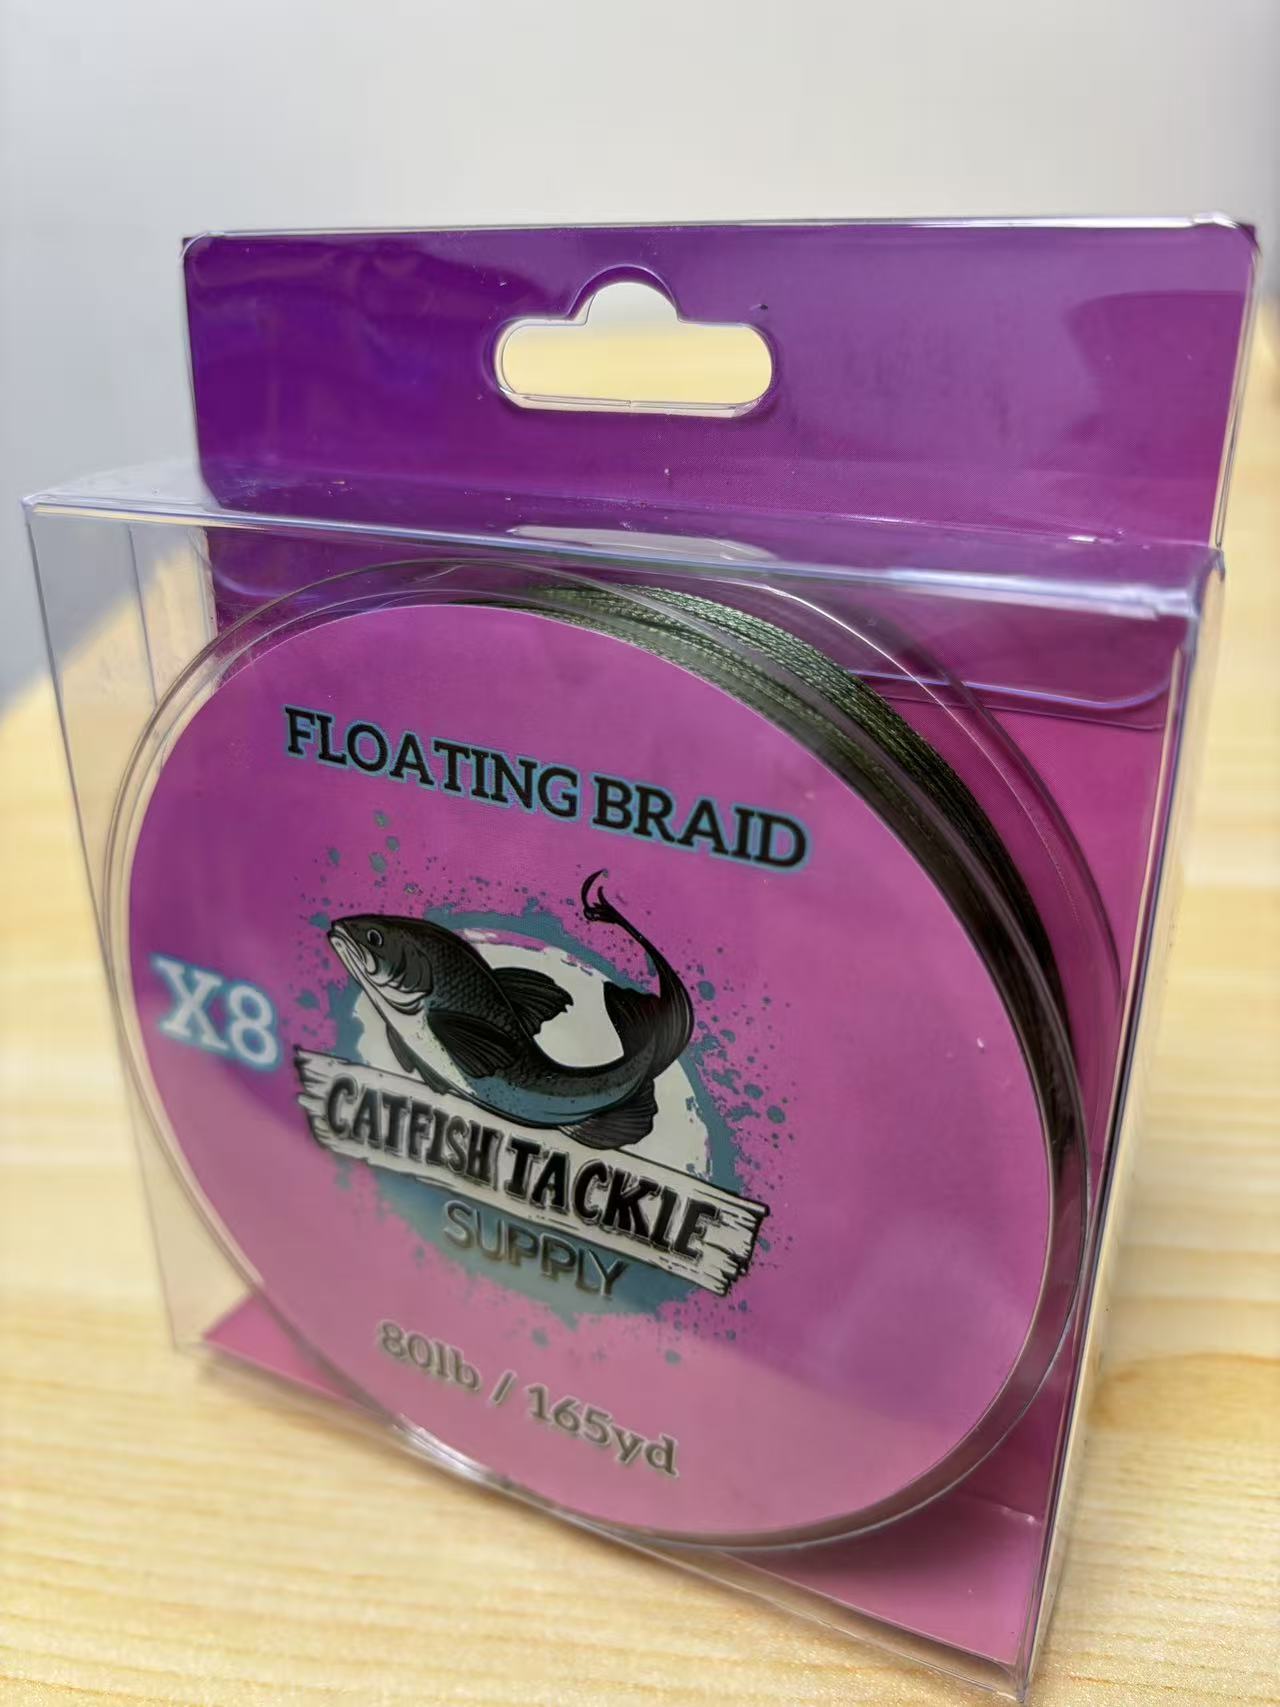 FLOATING BRAID
X8
CATFISH TACKLE
SUPPLY
80lb / 165yd